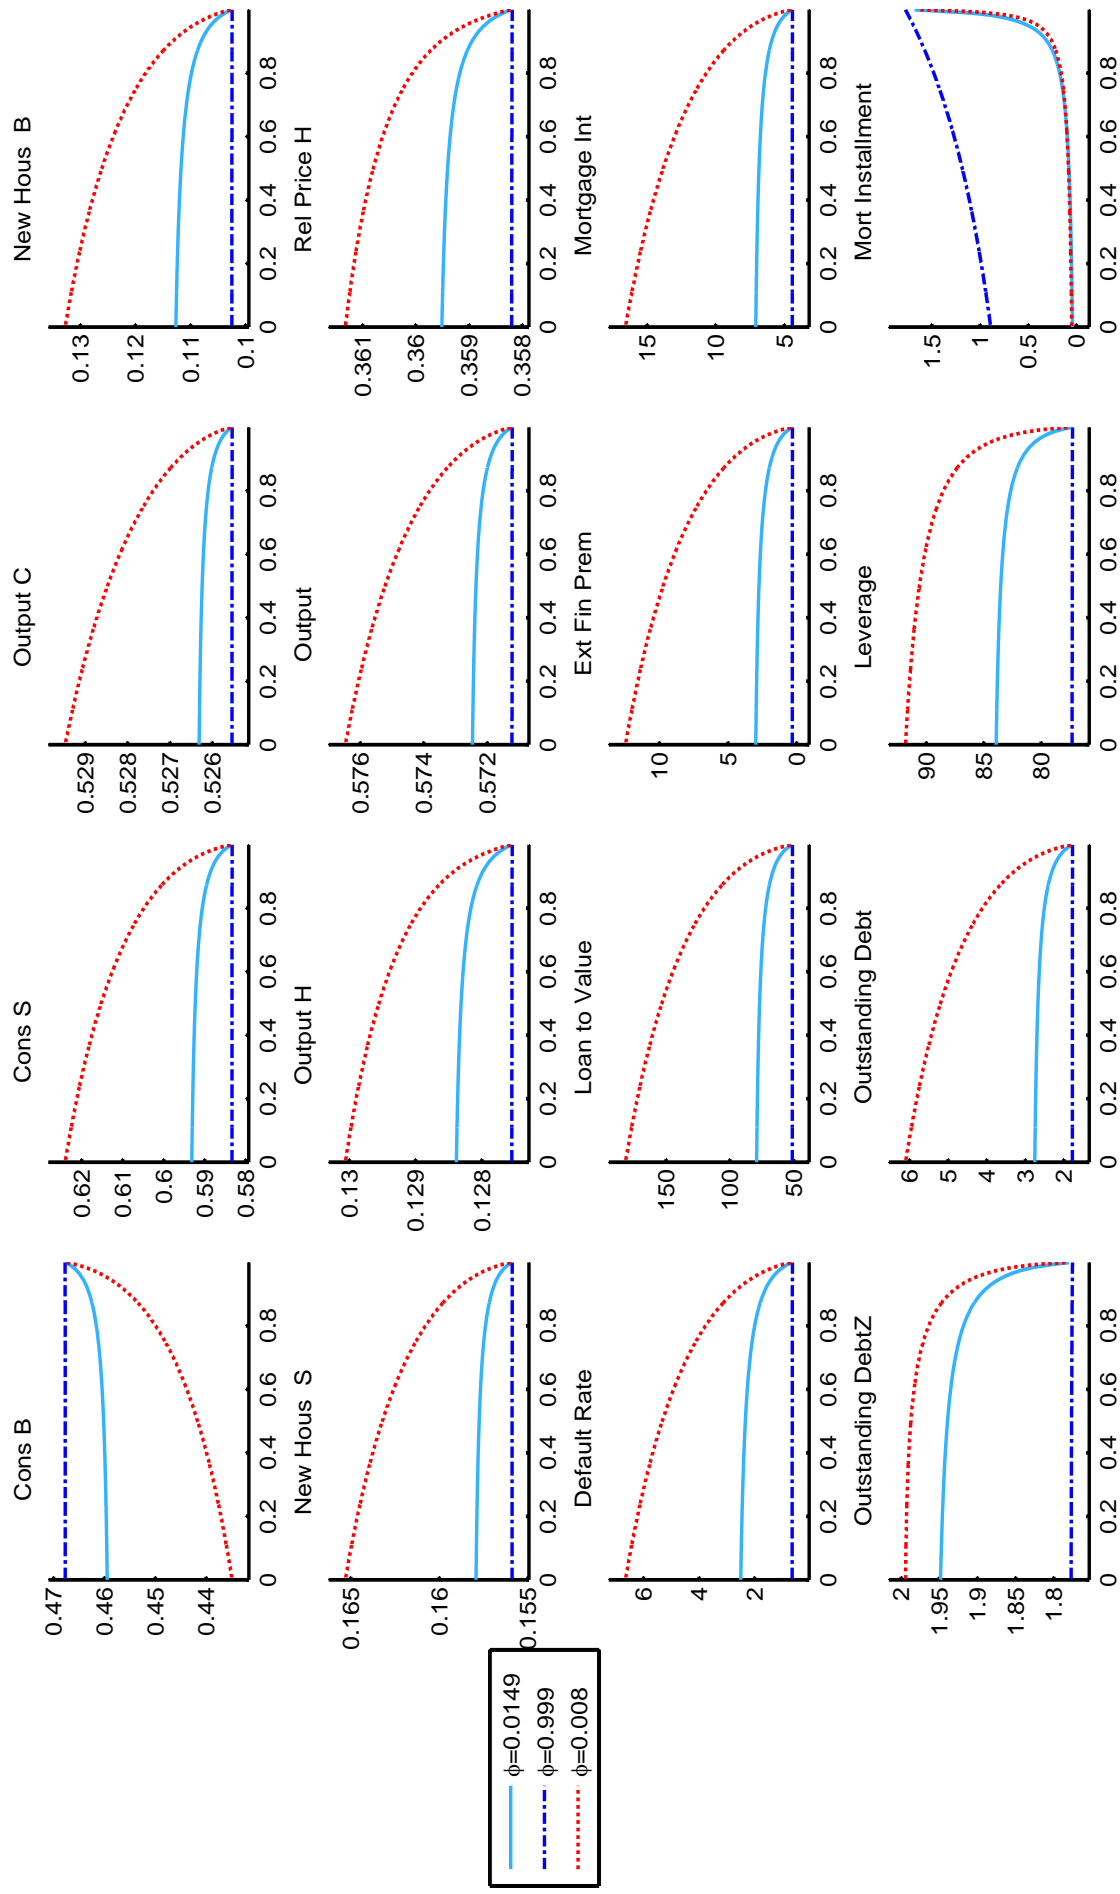 ϕ=0.0149
ϕ=0.999
ϕ=0.008
Cons B
0.47
0.46
0.45
0.44
0 0.2 0.4 0.6 0.8
Cons S
0.62
0.61
0.6
0.59
0.58
0 0.2 0.4 0.6 0.8
Output C
0.529
0.528
0.527
0.526
0 0.2 0.4 0.6 0.8
New Hous B
0.13
0.12
0.11
0.1
0 0.2 0.4 0.6 0.8
New Hous S
0.165
0.16
0.155
0 0.2 0.4 0.6 0.8
Output H
0.13
0.129
0.128
0 0.2 0.4 0.6 0.8
Output
0.576
0.574
0.572
0 0.2 0.4 0.6 0.8
Rel Price H
0.361
0.36
0.359
0.358
0 0.2 0.4 0.6 0.8
Default Rate
6
4
2
0 0.2 0.4 0.6 0.8
Loan to Value
150
100
50
0 0.2 0.4 0.6 0.8
Ext Fin Prem
10
5
0
0 0.2 0.4 0.6 0.8
Mortgage Int
15
10
5
0 0.2 0.4 0.6 0.8
Outstanding DebtZ
2
1.95
1.9
1.85
1.8
0 0.2 0.4 0.6 0.8
Outstanding Debt
6
5
4
3
2
0 0.2 0.4 0.6 0.8
Leverage
90
85
80
0 0.2 0.4 0.6 0.8
Mort Installment
1.5
1
0.5
0
0 0.2 0.4 0.6 0.8